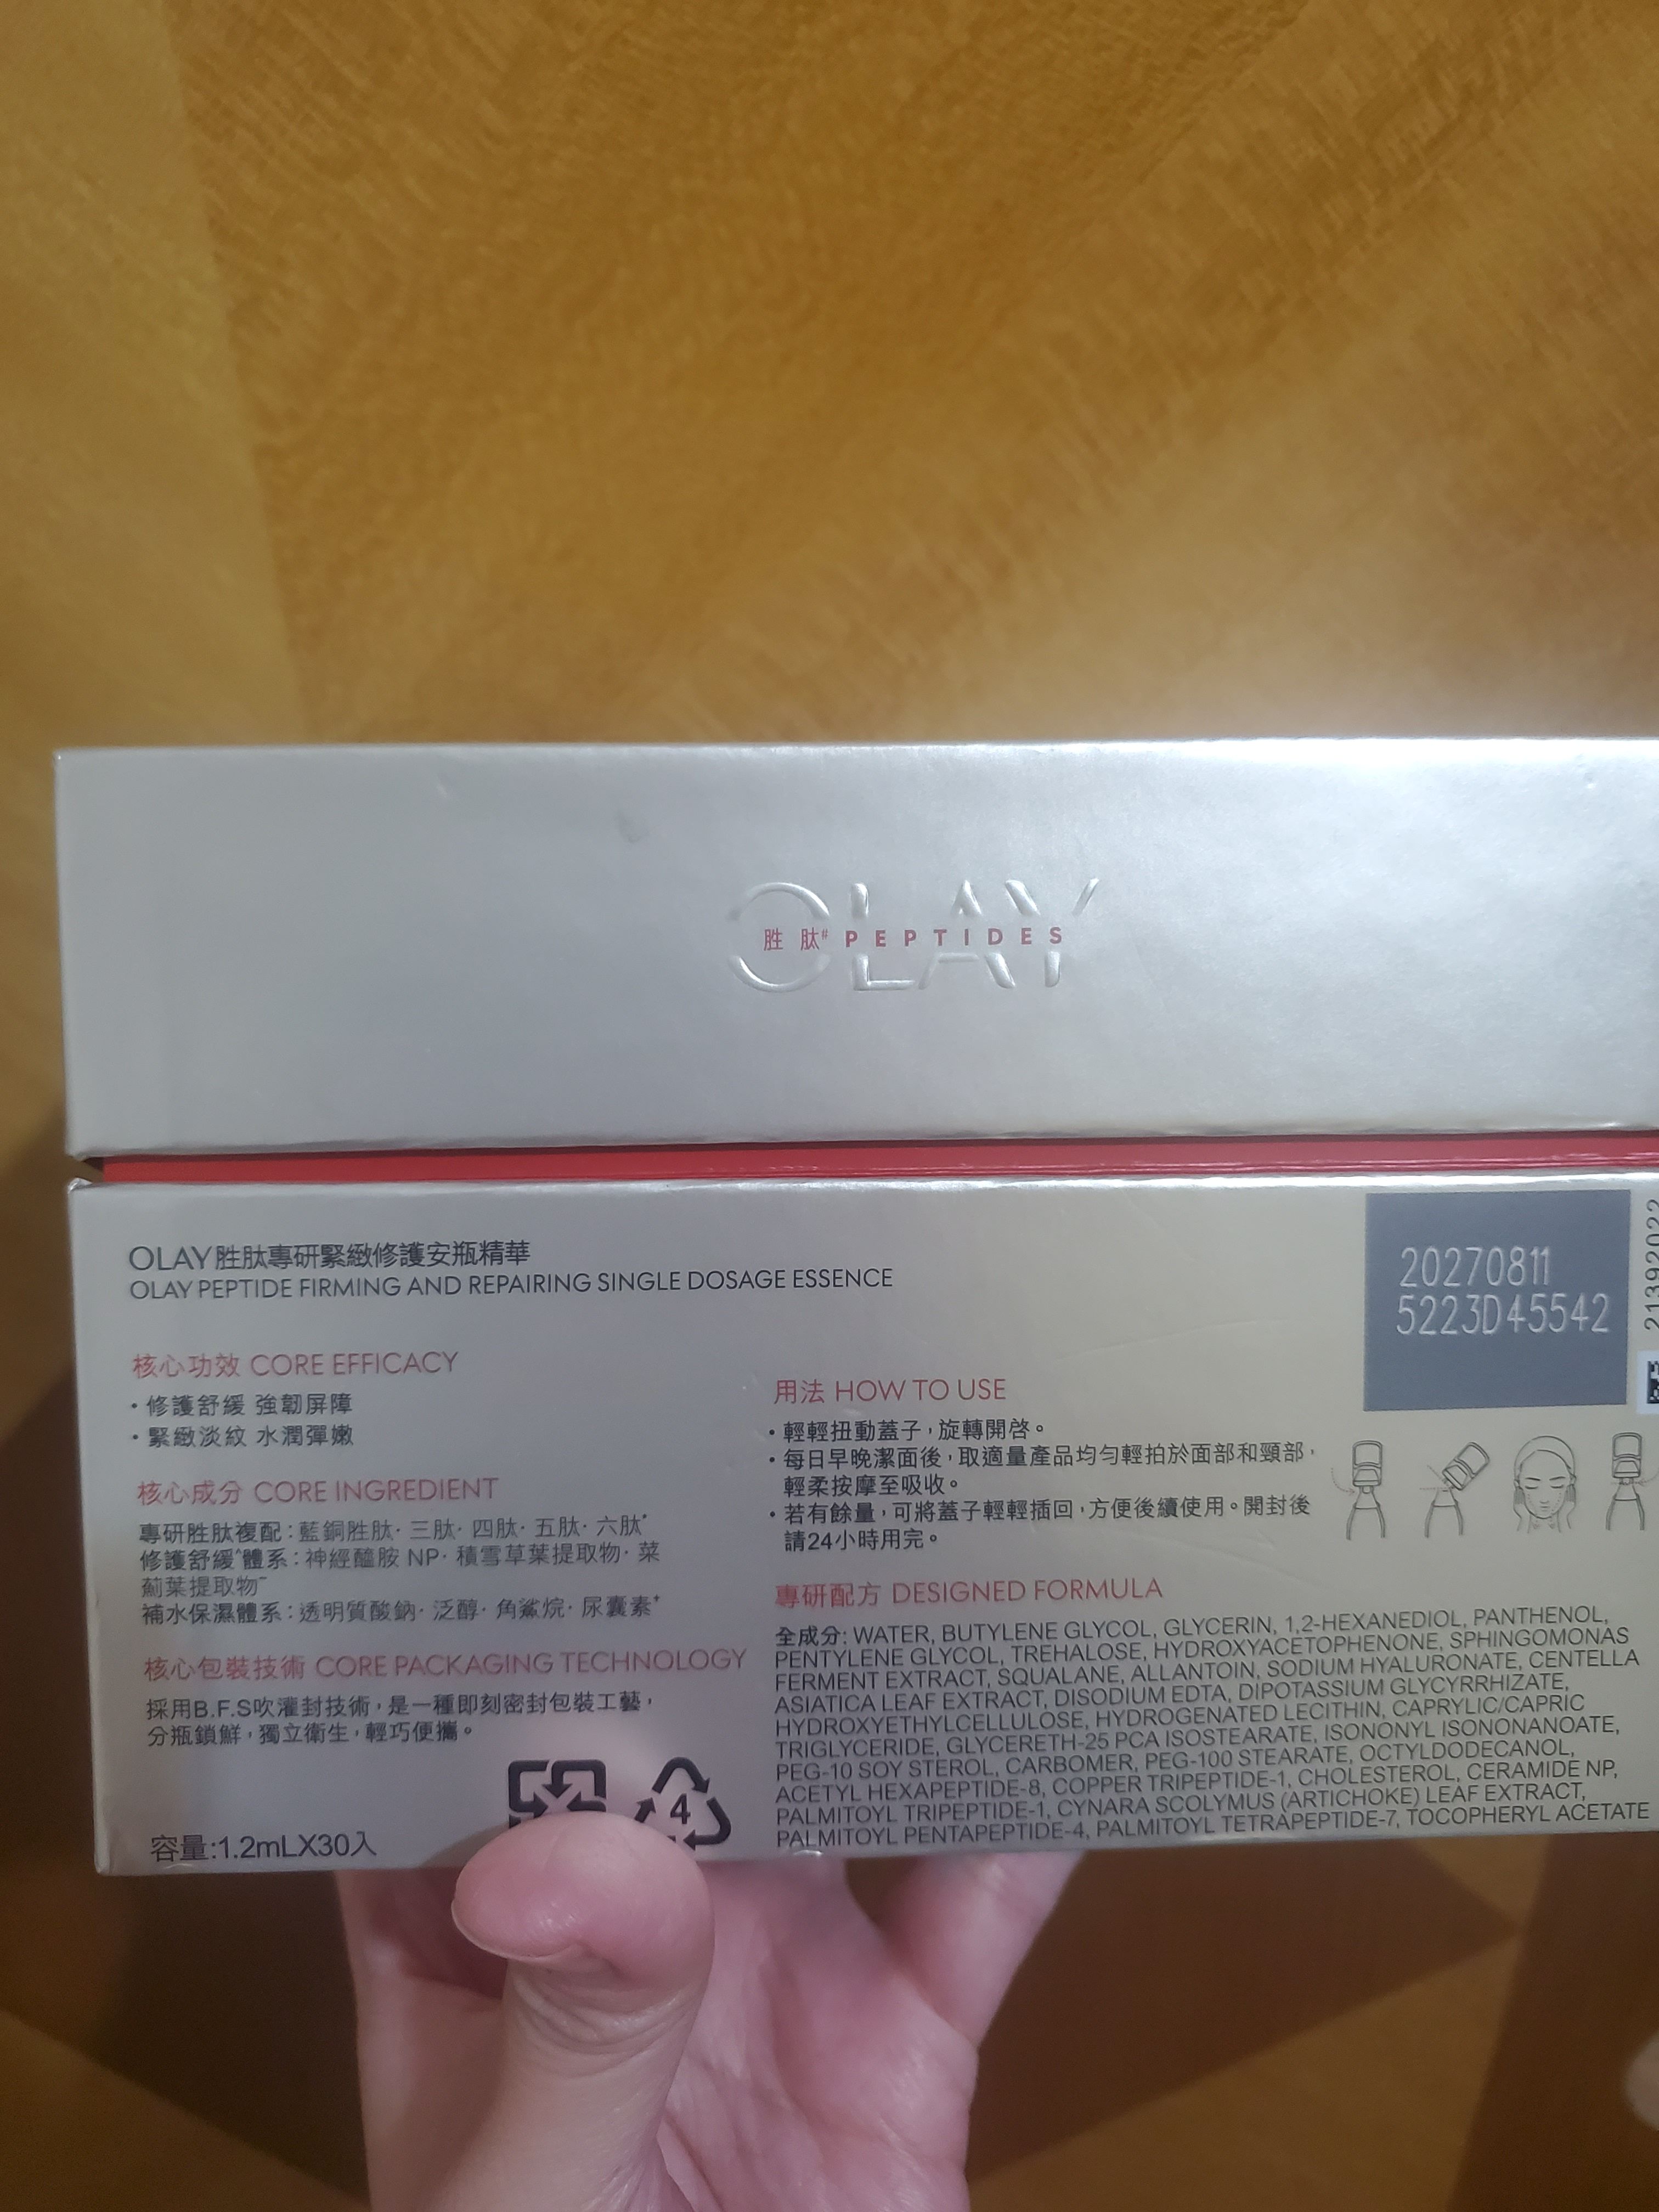 OLAY
胜肽# PEPTIDES
OLAY胜肽專研緊緻修護安瓶精華
OLAY PEPTIDE FIRMING AND REPAIRING SINGLE DOSAGE ESSENCE
20270811
5223D45542
21392022
核心功效 CORE EFFICACY
・修護舒緩 強韌屏障
・緊緻淡紋 水潤彈嫩
核心成分 CORE INGREDIENT
專研胜肽複配：藍銅胜肽· 三肽· 四肽· 五肽· 六肽*
修護舒緩^體系：神經醯胺 NP· 積雪草葉提取物· 菜
薊葉提取物~
補水保濕體系：透明質酸鈉· 泛醇· 角鯊烷· 尿囊素+
核心包裝技術 CORE PACKAGING TECHNOLOGY
採用B.F.S吹灌封技術，是一種即刻密封包裝工藝，
分瓶鎖鮮，獨立衛生，輕巧便攜。
4
容量:1.2mLX30入
用法 HOW TO USE
・輕輕扭動蓋子，旋轉開啓。
・每日早晚潔面後，取適量產品均勻輕拍於面部和頸部，
輕柔按摩至吸收。
・若有餘量，可將蓋子輕輕插回，方便後續使用。開封後
請24小時用完。
專研配方 DESIGNED FORMULA
全成分: WATER, BUTYLENE GLYCOL, GLYCERIN, 1,2-HEXANEDIOL, PANTHENOL,
PENTYLENE GLYCOL, TREHALOSE, HYDROXYACETOPHENONE, SPHINGOMONAS
FERMENT EXTRACT, SQUALANE, ALLANTOIN, SODIUM HYALURONATE, CENTELLA
ASIATICA LEAF EXTRACT, DISODIUM EDTA, DIPOTASSIUM GLYCYRRHIZATE,
HYDROXYETHYLCELLULOSE, HYDROGENATED LECITHIN, CAPRYLIC/CAPRIC
TRIGLYCERIDE, GLYCERETH-25 PCA ISOSTEARATE, ISONONYL ISONONANOATE,
PEG-10 SOY STEROL, CARBOMER, PEG-100 STEARATE, OCTYLDODECANOL,
ACETYL HEXAPEPTIDE-8, COPPER TRIPEPTIDE-1, CHOLESTEROL, CERAMIDE NP,
PALMITOYL TRIPEPTIDE-1, CYNARA SCOLYMUS (ARTICHOKE) LEAF EXTRACT,
PALMITOYL PENTAPEPTIDE-4, PALMITOYL TETRAPEPTIDE-7, TOCOPHERYL ACETATE